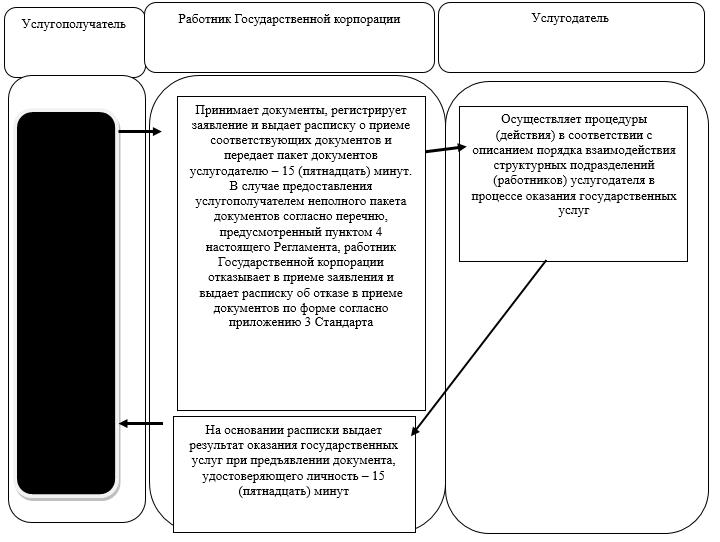 Услугополучатель
Работник Государственной корпорации
Услугодатель
Принимает документы, регистрирует
заявление и выдает расписку о приеме
соответствующих документов и
передает пакет документов
услугодателю – 15 (пятнадцать) минут.
В случае предоставления
услугополучателем неполного пакета
документов согласно перечню,
предусмотренный пунктом 4
настоящего Регламента, работник
Государственной корпорации
отказывает в приеме заявления и
выдает расписку об отказе в приеме
документов по форме согласно
приложению 3 Стандарта
Осуществляет процедуры
(действия) в соответствии с
описанием порядка взаимодействия
структурных подразделений
(работников) услугодателя в
процессе оказания государственных
услуг
На основании расписки выдает
результат оказания государственных
услуг при предъявлении документа,
удостоверяющего личность – 15
(пятнадцать) минут